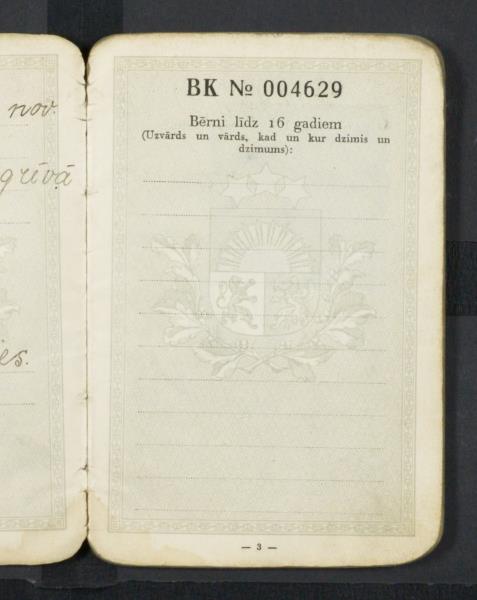 nov.
grīvā
es.
BK № 004629
Bērni līdz 16 gadiem
(Uzvārds un vārds, kad un kur dzimis un
dzimums):
— 3 —